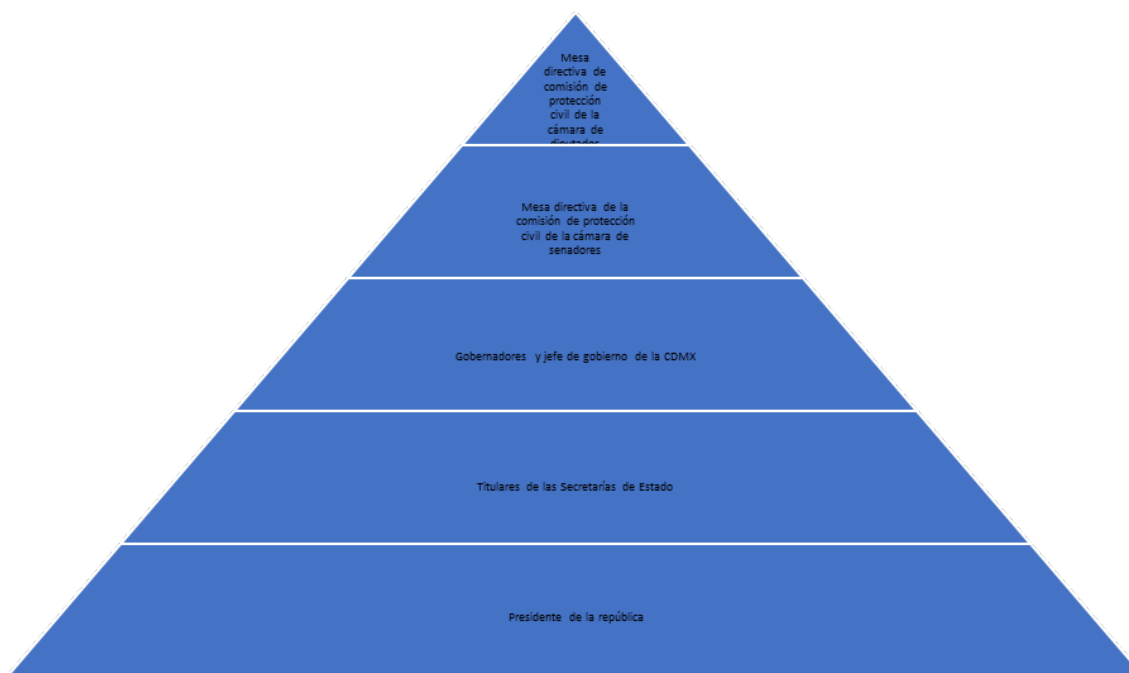 Mesa
directiva de
comisión de
protección
civil de la
cámara de
diputados
Mesa directiva de la
comisión de protección
civil de la cámara de
senadores
Gobernadores y jefe de gobierno de la CDMX
Titulares de las Secretarías de Estado
Presidente de la república